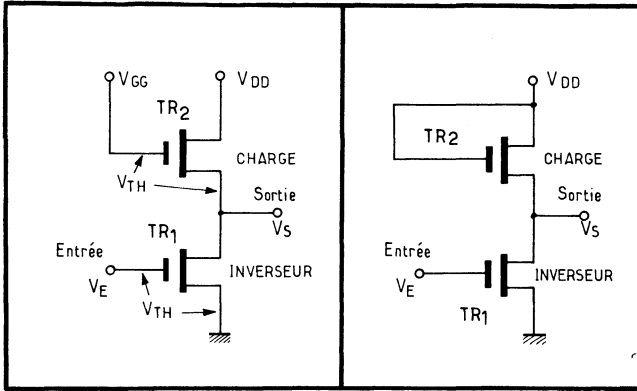 VGG
VDD
TR2
CHARGE
VTH
Sortie
VS
TR1
Entrée
VE
INVERSEUR
VTH
VDD
TR2
CHARGE
Sortie
VS
Entrée
VE
INVERSEUR
TR1